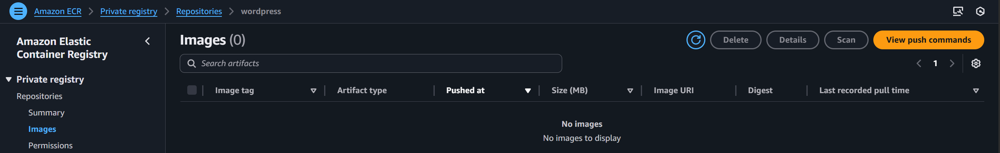 Amazon ECR > Private registry > Repositories > wordpress
Amazon Elastic
Container Registry
Private registry
Repositories
Summary
Images
Permissions
Images (0)
Delete
Details
Scan
View push commands
Search artifacts
1
Image tag
Artifact type
Pushed at
Size (MB)
Image URI
Digest
Last recorded pull time
No images
No images to display